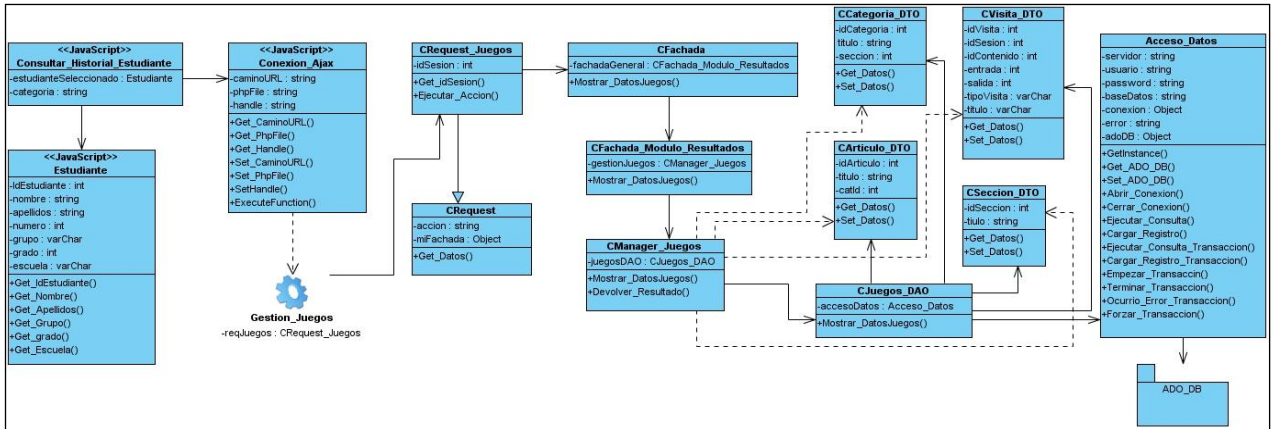 <<JavaScript>>
Consultar_Historial_Estudiante
-estudianteSeleccionado : Estudiante
-categoria : string
<<JavaScript>>
Estudiante
-IdEstudiante : int
-nombre : string
-apellidos : string
-numero : int
-grupo : varChar
-grado : int
-escuela : varChar
+Get_IdEstudiante()
+Get_Nombre()
+Get_Apellidos()
+Get_Grupo()
+Get_grado()
+Get_Escuela()
<<JavaScript>>
Conexion_Ajax
-caminoURL : string
-phpFile : string
-handle : string
+Get_CaminoURL()
+Get_PhpFile()
+Get_Handle()
+Set_CaminoURL()
+Set_PhpFile()
+SetHandle()
+ExecuteFunction()
Gestion_Juegos
-reqJuegos : CRequest_Juegos
CRequest_Juegos
-idSesion : int
+Get_idSesion()
+Ejecutar_Accion()
CRequest
-accion : string
-miFachada : Object
+Get_Datos()
CFachada
-fachadaGeneral : CFachada_Modulo_Resultados
+Mostrar_DatosJuegos()
CFachada_Modulo_Resultados
-gestionJuegos : CManager_Juegos
+Mostrar_DatosJuegos()
CManager_Juegos
-juegosDAO : CJuegos_DAO
+Mostrar_DatosJuegos()
+Devolver_Resultado()
CCategoria_DTO
-idCategoria : int
titulo : string
-seccion : int
+Get_Datos()
+Set_Datos()
CArticulo_DTO
-idArticulo : int
-titulo : string
-catId : int
+Get_Datos()
+Set_Datos()
CJuegos_DAO
-accesoDatos : Acceso_Datos
+Mostrar_DatosJuegos()
CVisita_DTO
-idVisita : int
-idSesion : int
-idContenido : int
-entrada : int
-salida : int
-tipoVisita : varChar
-titulo : varChar
+Get_Datos()
+Set_Datos()
CSeccion_DTO
-idSeccion : int
-tiulo : string
+Get_Datos()
+Set_Datos()
Acceso_Datos
-servidor : string
-usuario : string
-password : string
-baseDatos : string
-conexion : Object
-error : string
-adoDB : Object
+GetInstance()
+Get_ADO_DB()
+Set_ADO_DB()
+Abrir_Conexion()
+Cerrar_Conexion()
+Ejecutar_Consulta()
+Cargar_Registro()
+Ejecutar_Consulta_Transaccion()
+Cargar_Registro_Transaccion()
+Empezar_Transaccin()
+Terminar_Transaccion()
+Ocurrio_Error_Transaccion()
+Forzar_Transaccion()
ADO_DB